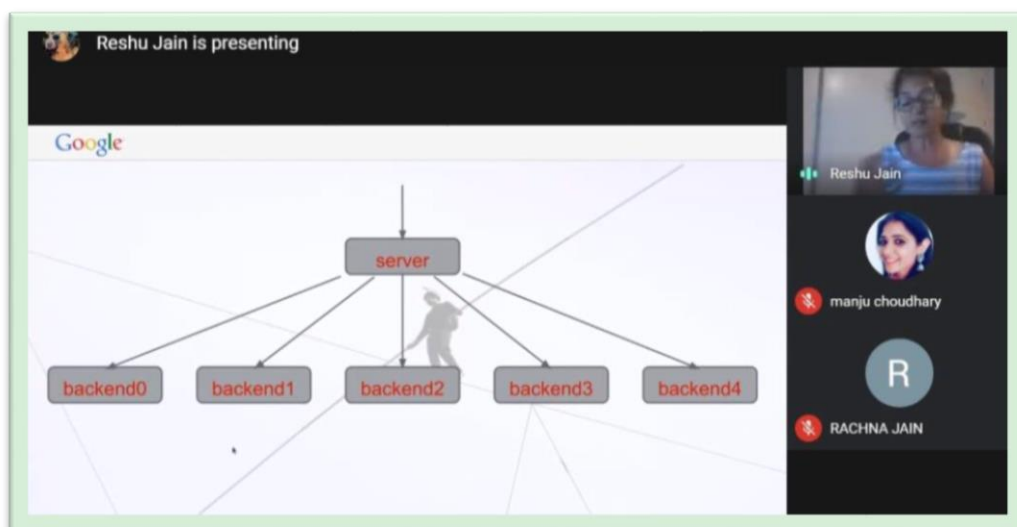 Reshu Jain is presenting
Google
server
backend0 backend1 backend2 backend3 backend4
Reshu Jain
manju choudhary
R
RACHNA JAIN